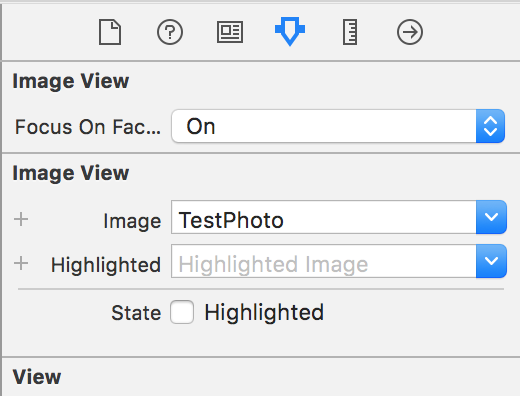 Image View
Focus On Fac... On
Image View
Image TestPhoto
Highlighted Highlighted Image
State Highlighted
View